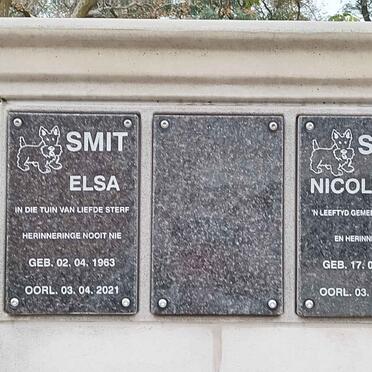 SMIT
ELSA
IN DIE TUIN VAN LIEFDE STERF
HERINNERINGE NOOIT NIE
GEB. 02. 04. 1963
OORL. 03. 04. 2021
S
NICOL
'N LEEFTYD
EN
GEB. 17.
OORL. 03.